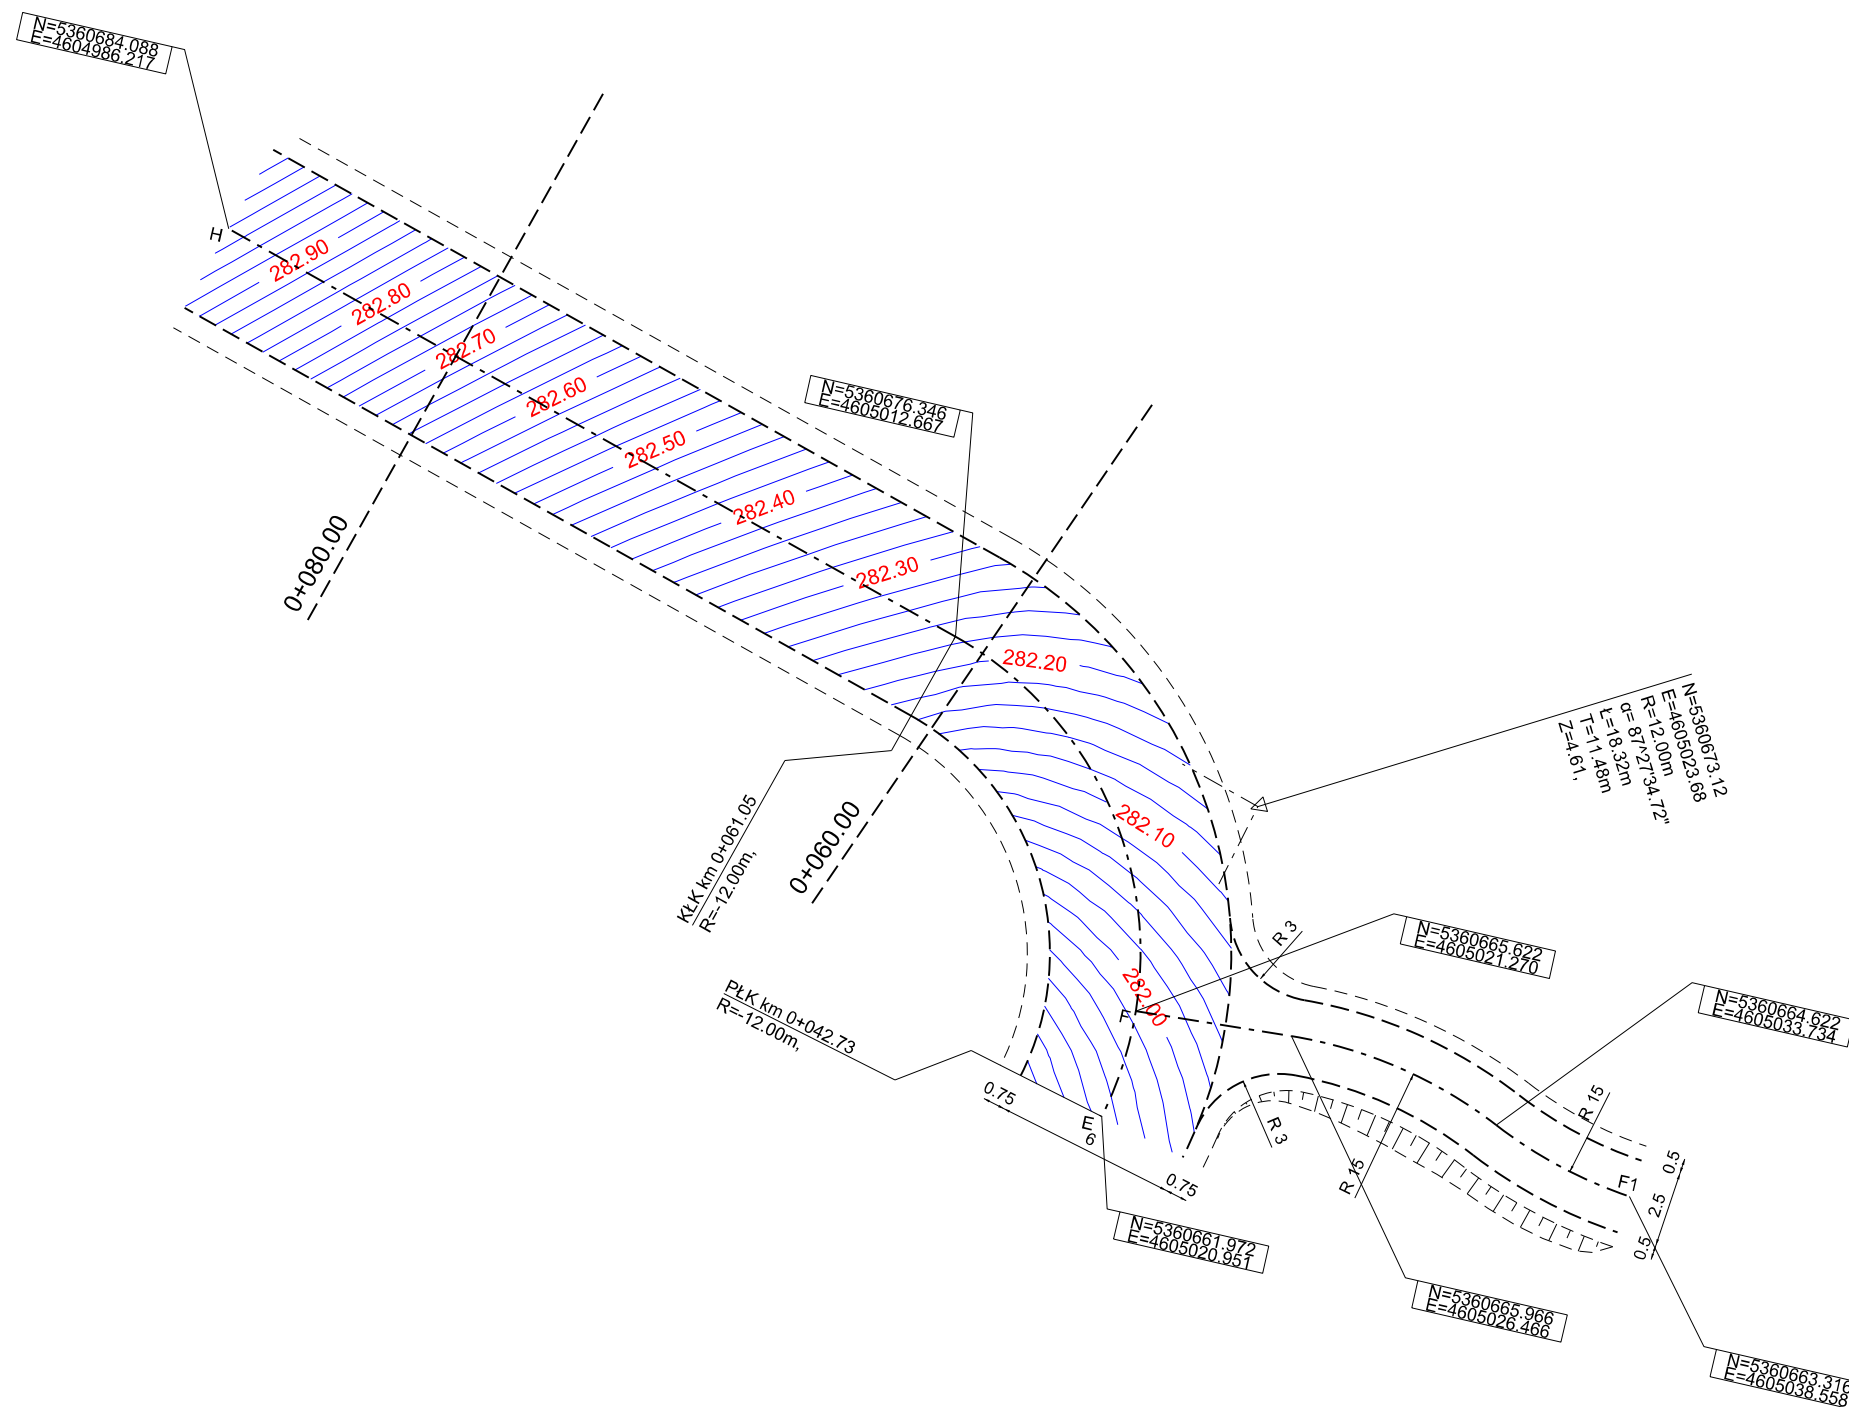 N=5360684.088
E=4604986.217
H
282.90
282.80
282.70
282.60
282.50
282.40
282.30
282.20
282.10
282.00
N=5360676.346
E=4605012.667
0+080.00
0+060.00
N=5360673.12
E=4605023.68
R=12.00m
α= 87^27'34.72"
Ł=18.32m
T=11.48m
Z=4.61,
KŁK km 0+061.05
R=-12.00m,
PŁK km 0+042.73
R=-12.00m,
R 3
N=5360665.622
E=4605021.270
F
N=5360664.622
E=4605033.734
0.75
E
6
0.75
R 3
R 15
R 15
F1
0.5
2.5
0.5
N=5360661.972
E=4605020.951
N=5360665.966
E=4605026.466
N=5360663.316
E=4605038.558